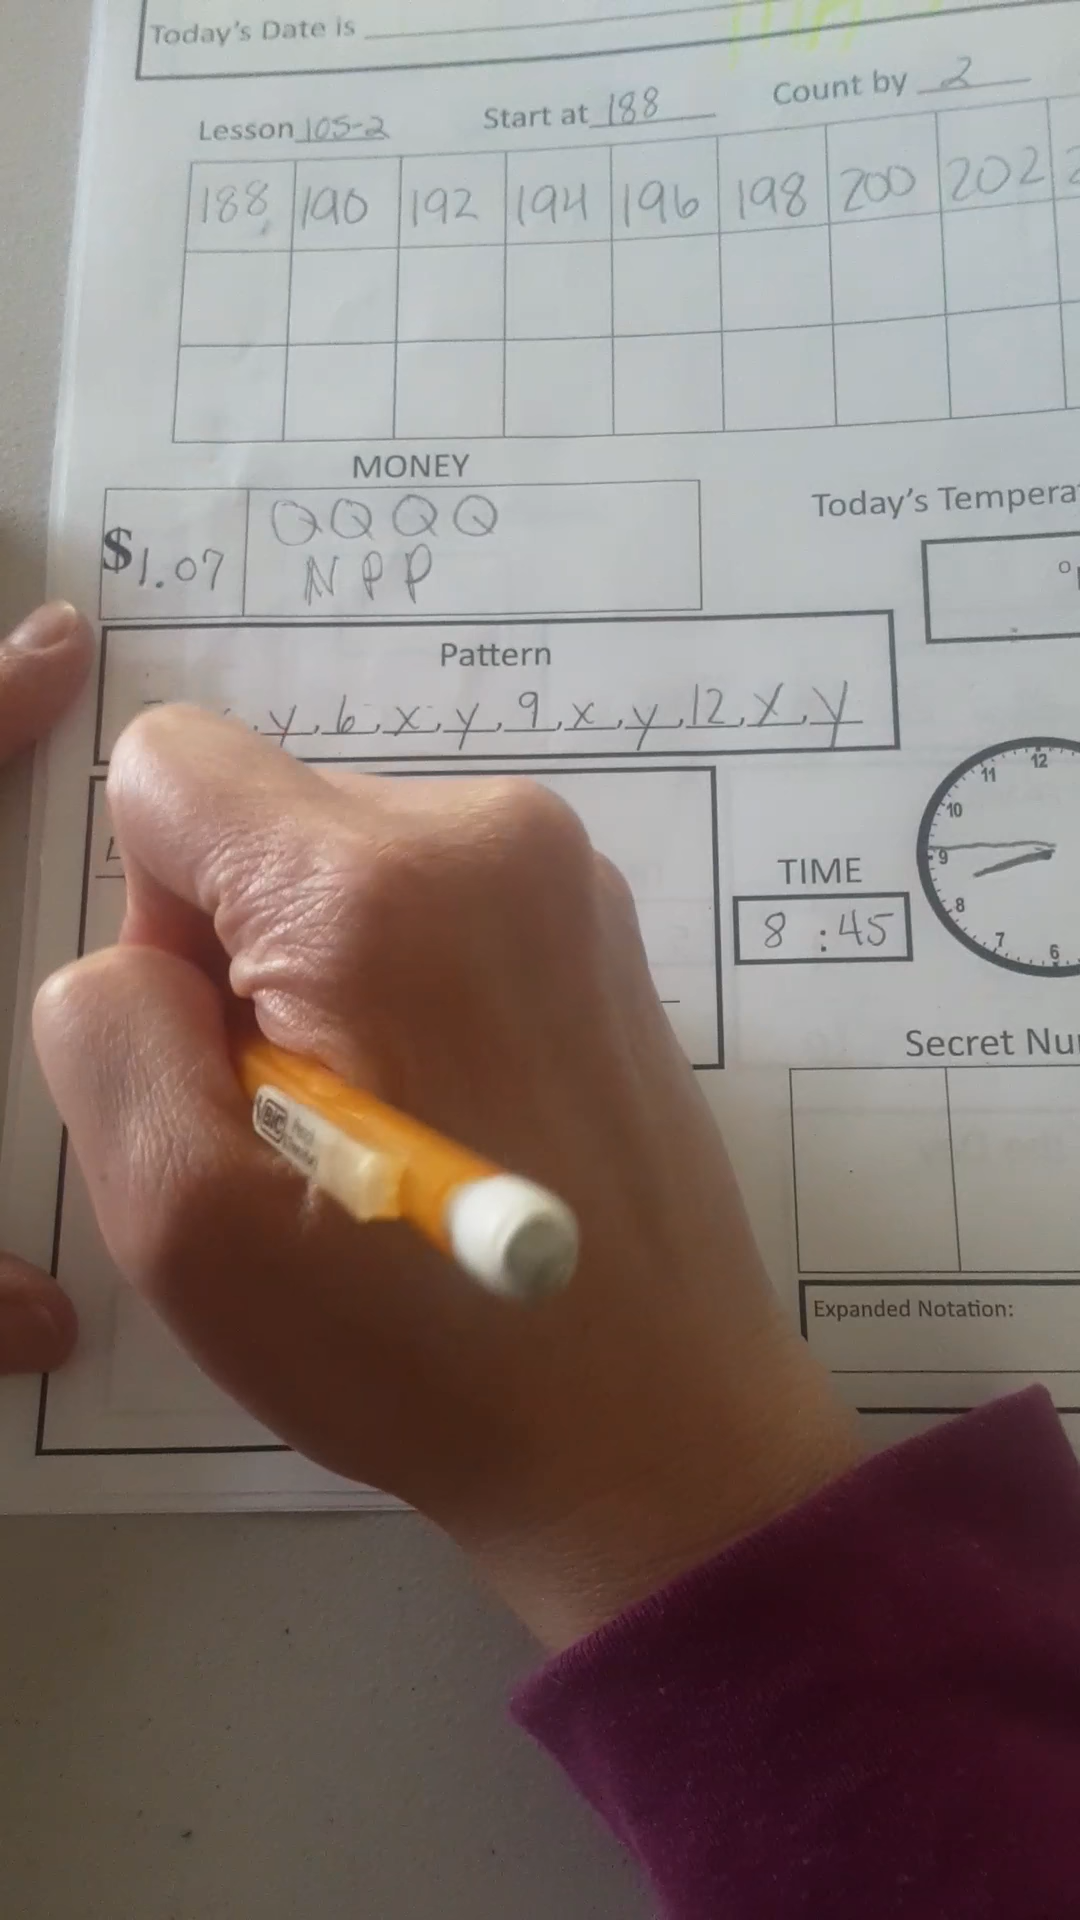 Today's Date is
Lesson 105-2 Start at 188 Count by 2
188, 190 192 194 196 198 200 202
MONEY
$1.07 Q Q Q Q
N P P
Today's
Pattern
y, 6, x, y, 9, x, y, 12, x, y
TIME
8:45
12
11
10
9
8
7
6
Secret
BIC
Expanded Notation: